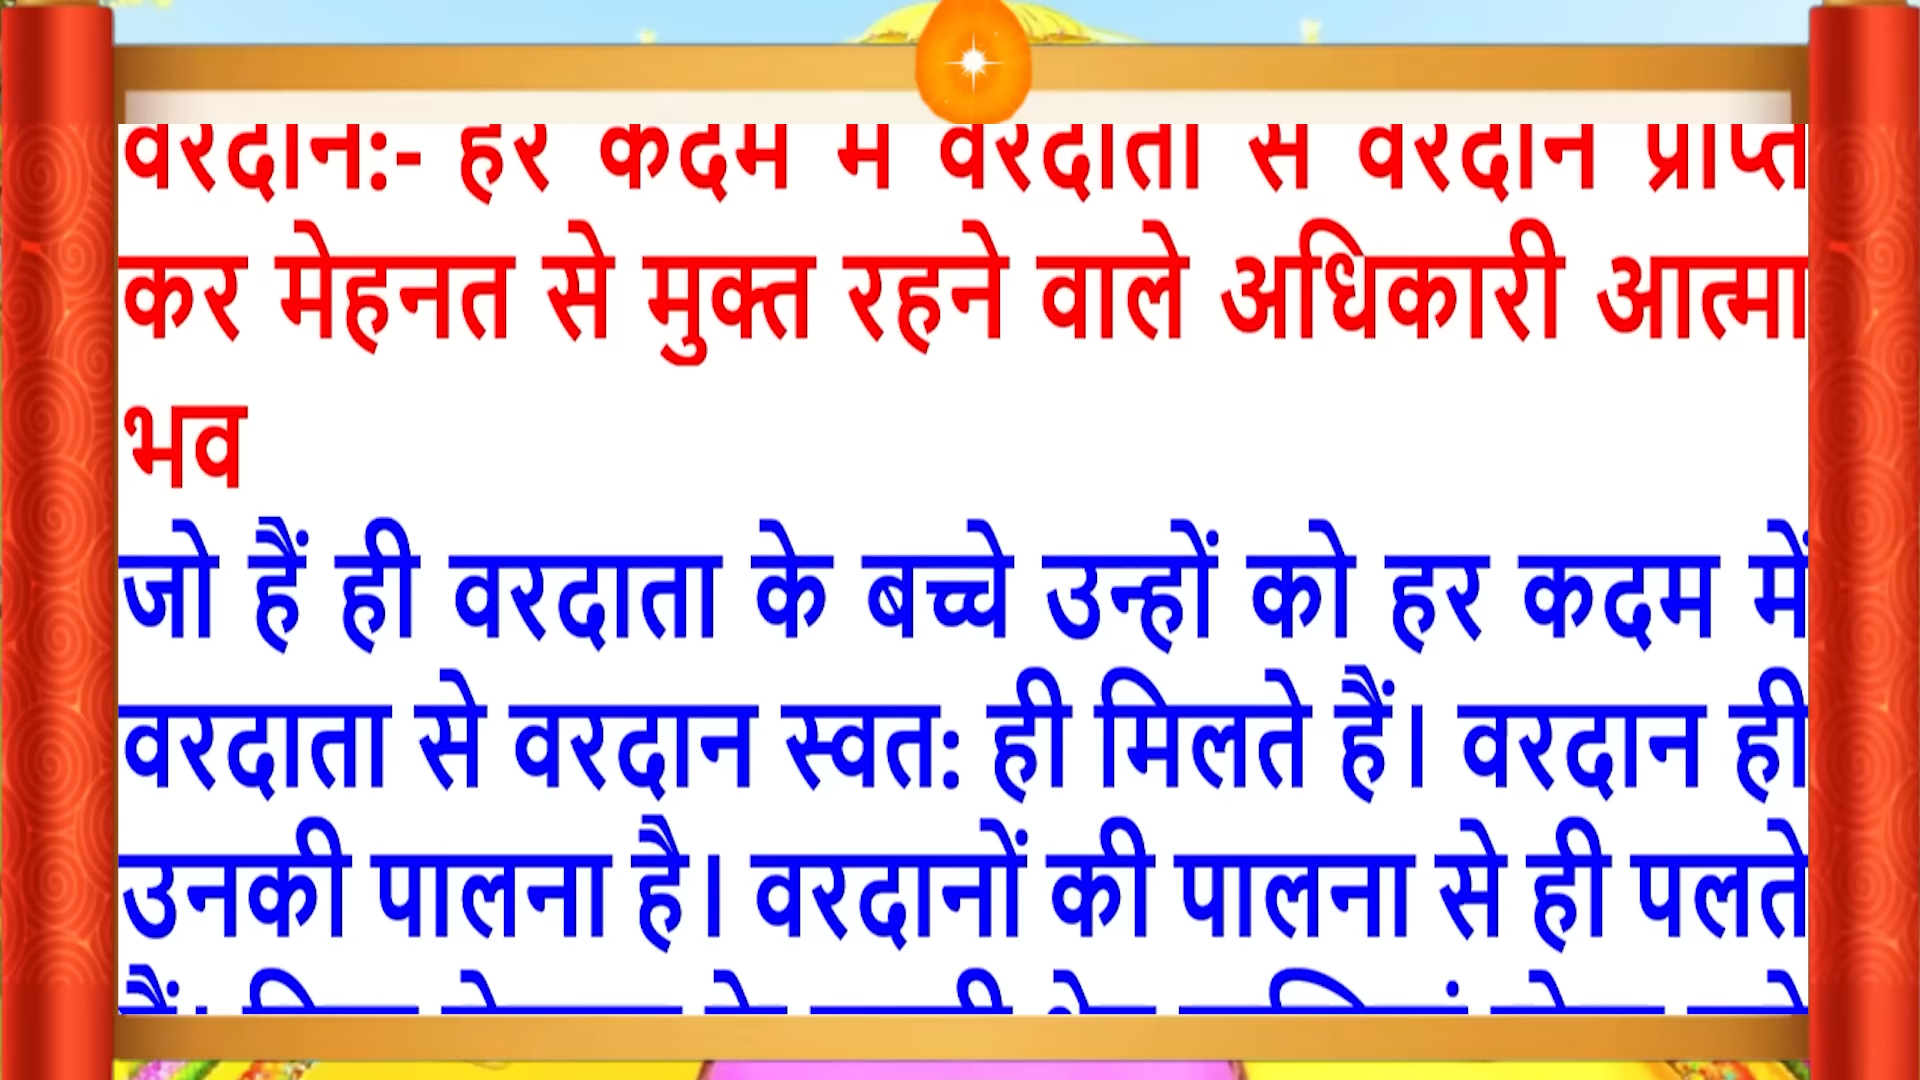 वरदान:- हर कदम में वरदाता से वरदान प्राप्त
कर मेहनत से मुक्त रहने वाले अधिकारी आत्मा
भव
जो हैं ही वरदाता के बच्चे उन्हों को हर कदम में
वरदाता से वरदान स्वत: ही मिलते हैं। वरदान ही
उनकी पालना है। वरदानों की पालना से ही पलते
हैं।